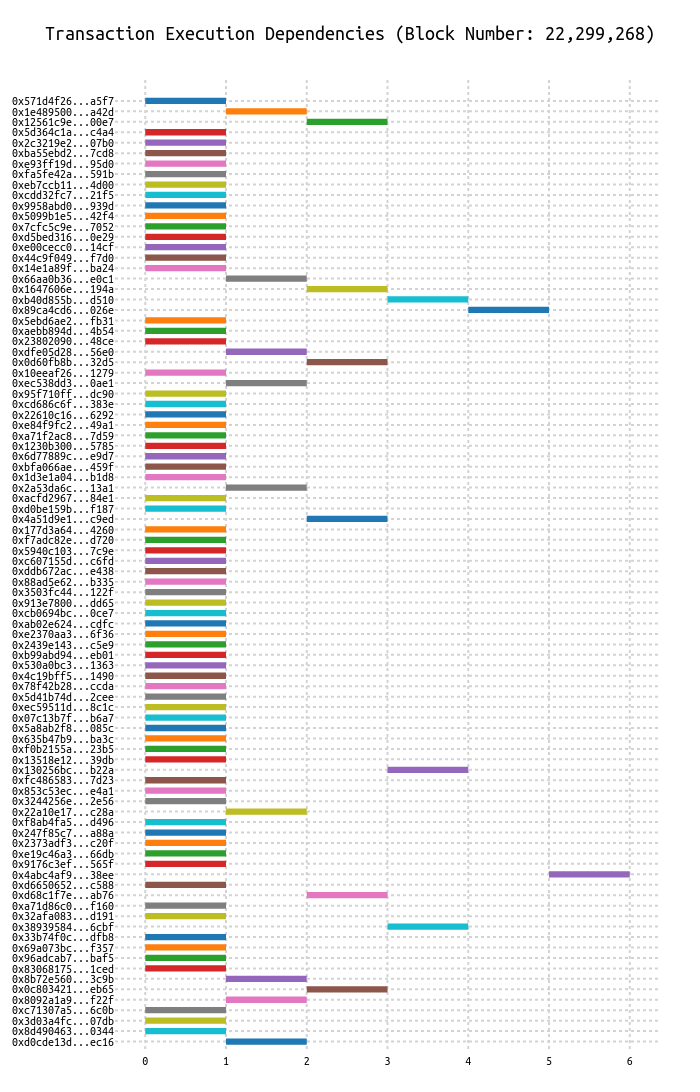 Transaction Execution Dependencies (Block Number: 22,299,268)
0x571d4f26...a5f7
0x1e489500...a42d
0x12561c9e...00e7
0x5d364c1a...c4a4
0x2c3219e2...07b0
0xba55ebd2...7cd8
0xe93ff19d...95d0
0xfa5fe42a...591b
0xeb7ccb11...4d00
0xcdd32fc7...21f5
0x9958abd0...939d
0x5099b1e5...42f4
0x7cfc5c9e...7052
0xd5bed316...0e29
0xe00cecc0...14cf
0x44c9f049...f7d0
0x14e1a89f...ba24
0x66aa0b36...e0c1
0x1647606e...194a
0xb40d855b...d510
0x89ca4cd6...026e
0x5ebd6ae2...fb31
0xaebb894d...4b54
0x23802090...48ce
0xdfe05d28...56e0
0x0d60fb8b...32d5
0x10eeaf26...1279
0xec538dd3...0ae1
0x95f710ff...dc90
0xcd686c6f...383e
0x22610c16...6292
0xe84f9fc2...49a1
0xa71f2ac8...7d59
0x1230b300...5785
0x6d77889c...e9d7
0xbfa066ae...459f
0x1d3e1a04...b1d8
0x2a53da6c...13a1
0xacfd2967...84e1
0xd0be159b...f187
0x4a51d9e1...c9ed
0x177d3a64...4260
0xf7adc82e...d720
0x5940c103...7c9e
0xc607155d...c6fd
0xddb672ac...e438
0x88ad5e62...b335
0x3503fc44...122f
0x913e7800...dd65
0xcb0694bc...0ce7
0xab02e624...cdfc
0xe2370aa3...6f36
0x2439e143...c5e9
0xb99abd94...eb01
0x530a0bc3...1363
0x4c19bff5...1490
0x78f42b28...ccda
0x5d41b74d...2cee
0xec59511d...8c1c
0x07c13b7f...b6a7
0x5a8ab2f8...085c
0x635b47b9...ba3c
0xf0b2155a...23b5
0x13518e12...39db
0x130256bc...b22a
0xfc486583...7d23
0x853c53ec...e4a1
0x3244256e...2e56
0x22a10e17...c28a
0xf8ab4fa5...d496
0x247f85c7...a88a
0x2373adf3...c20f
0xe19c46a3...66db
0x9176c3ef...565f
0x4abc4af9...38ee
0xd6650652...c588
0xd68c1f7e...ab76
0xa71d86c0...f160
0x32afa083...d191
0x38939584...6cbf
0x33b74f0c...dfb8
0x69a073bc...f357
0x96adcab7...baf5
0x83068175...1ced
0x8b72e560...3c9b
0x0c803421...eb65
0x8092a1a9...f22f
0xc71307a5...6c0b
0x3d03a4fc...07db
0x8d490463...0344
0xd0cde13d...ec16
0 1 2 3 4 5 6